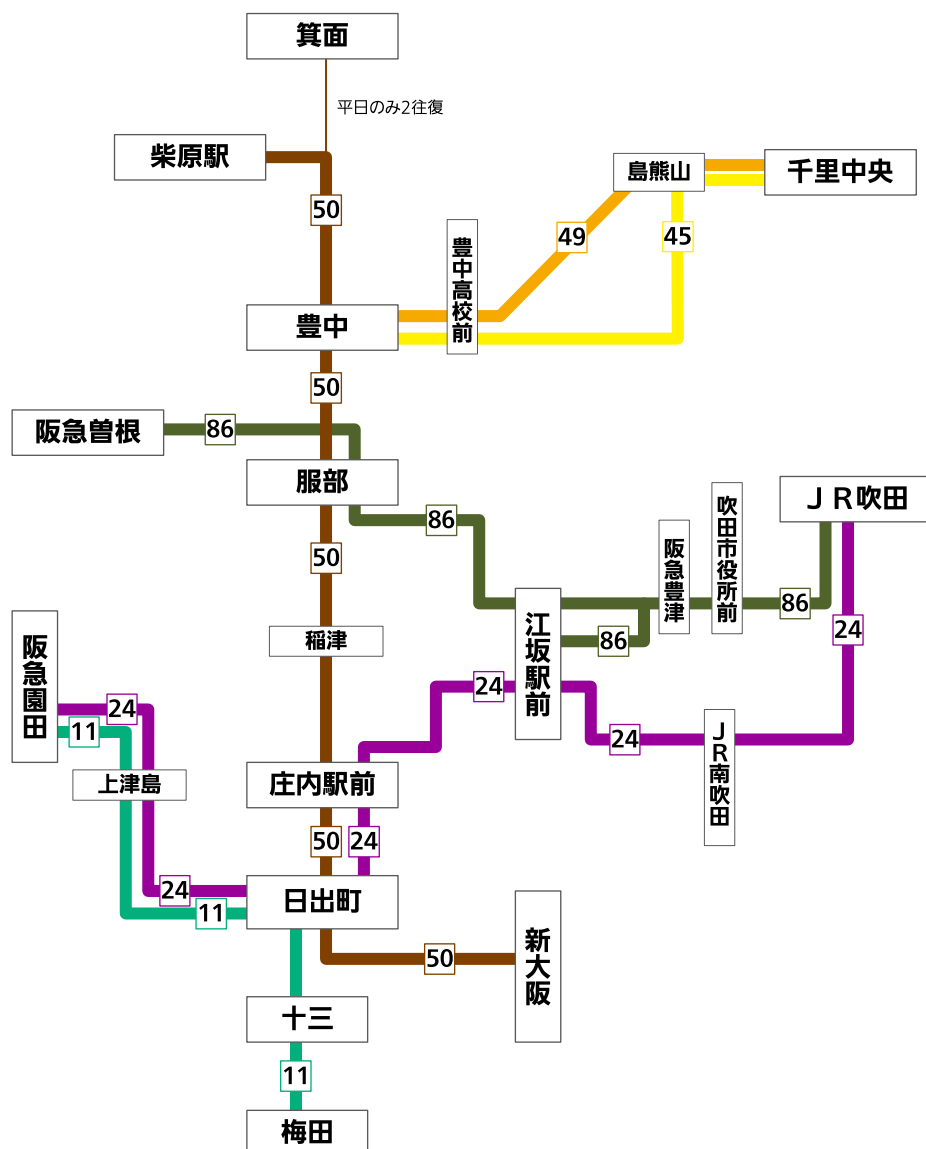 箕面
平日のみ2往復
柴原駅
島熊山
千里中央
50
49
45
豊中高校前
豊中
50
阪急曽根
86
服部
86
ＪＲ吹田
吹田市役所前
阪急豊津
50
86
江坂駅前
阪急園田
稲津
86
24
24
24
11
24
ＪＲ南吹田
上津島
庄内駅前
50
24
24
11
日出町
新大阪
50
十三
11
梅田